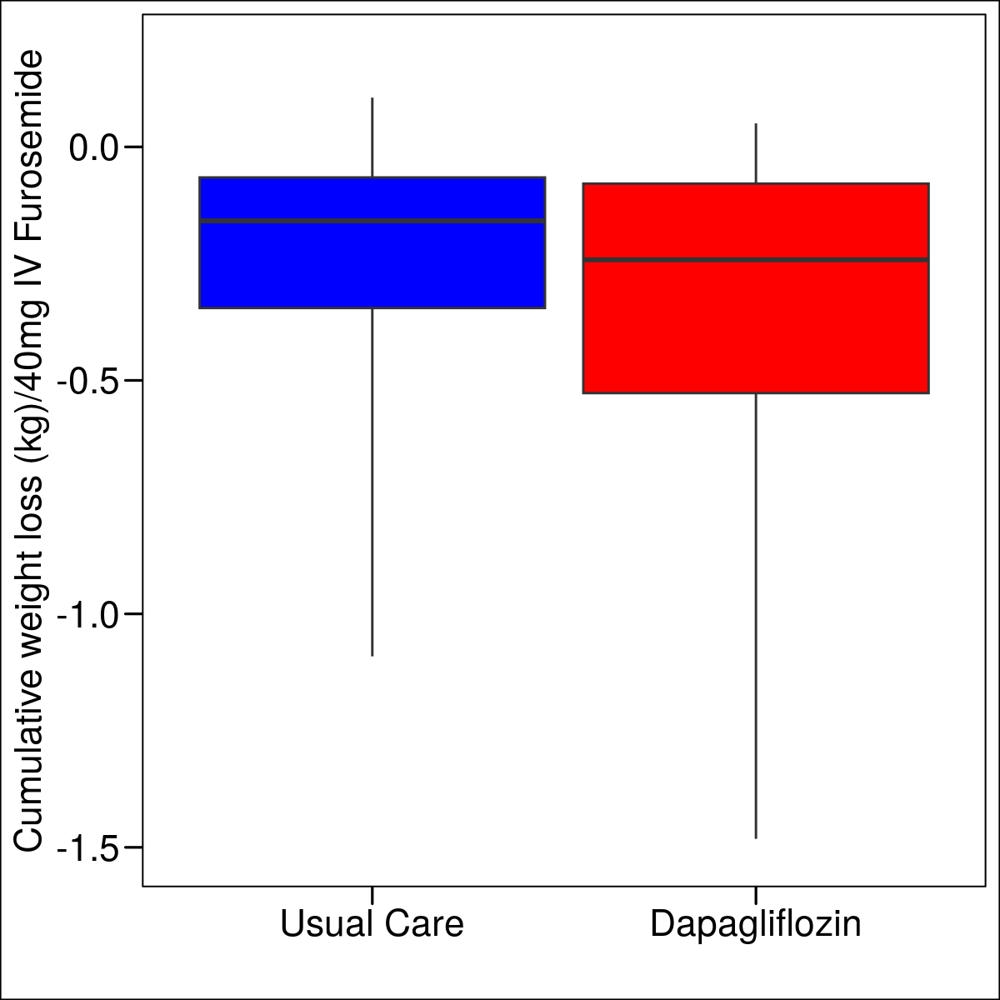 Cumulative weight loss (kg)/40mg IV Furosemide
0.0
-0.5
-1.0
-1.5
Usual Care
Dapagliflozin